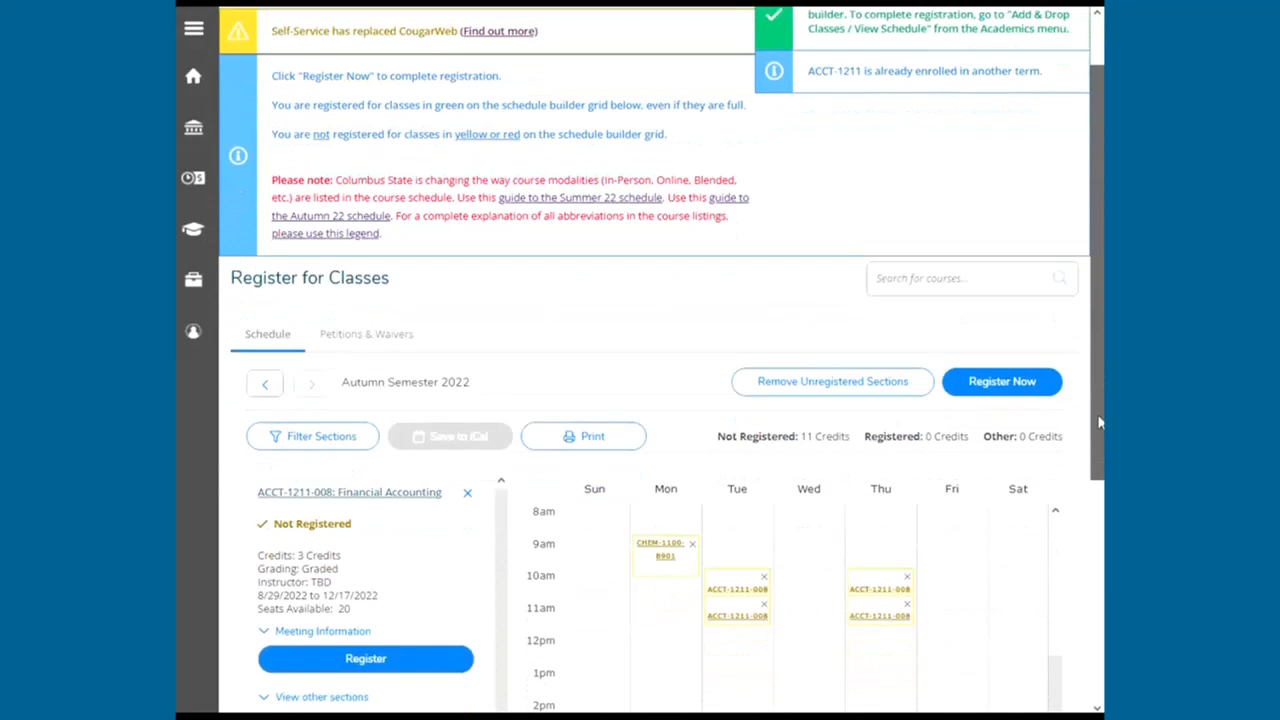 Self-Service has replaced CougarWeb (Find out more)
builder. To complete registration, go to "Add & Drop
Classes / View Schedule" from the Academics menu.
ACCT-1211 is already enrolled in another term.
Click "Register Now" to complete registration.
You are registered for classes in green on the schedule builder grid below. even if they are full.
You are not registered for classes in yellow or red on the schedule builder grid.
Please note: Columbus State is changing the way course modalities (In-Person, Online, Blended,
etc.) are listed in the course schedule. Use this guide to the Summer 22 schedule. Use this guide to
the Autumn 22 schedule. For a complete explanation of all abbreviations in the course listings,
please use this legend.
Register for Classes
Search for courses...
Schedule
Petitions & Waivers
Autumn Semester 2022
Remove Unregistered Sections
Register Now
Filter Sections
Save to iCal
Print
Not Registered: 11 Credits
Registered: 0 Credits
Other: 0 Credits
ACCT-1211-008: Financial Accounting
Not Registered
Credits: 3 Credits
Grading: Graded
Instructor: TBD
8/29/2022 to 12/17/2022
Seats Available: 20
Meeting Information
Register
View other sections
Sun Mon Tue Wed Thu Fri Sat
8am
9am
10am
11am
12pm
1pm
2pm
CHEM-1100-
B901
ACCT-1211-008
ACCT-1211-008
ACCT-1211-008
ACCT-1211-008